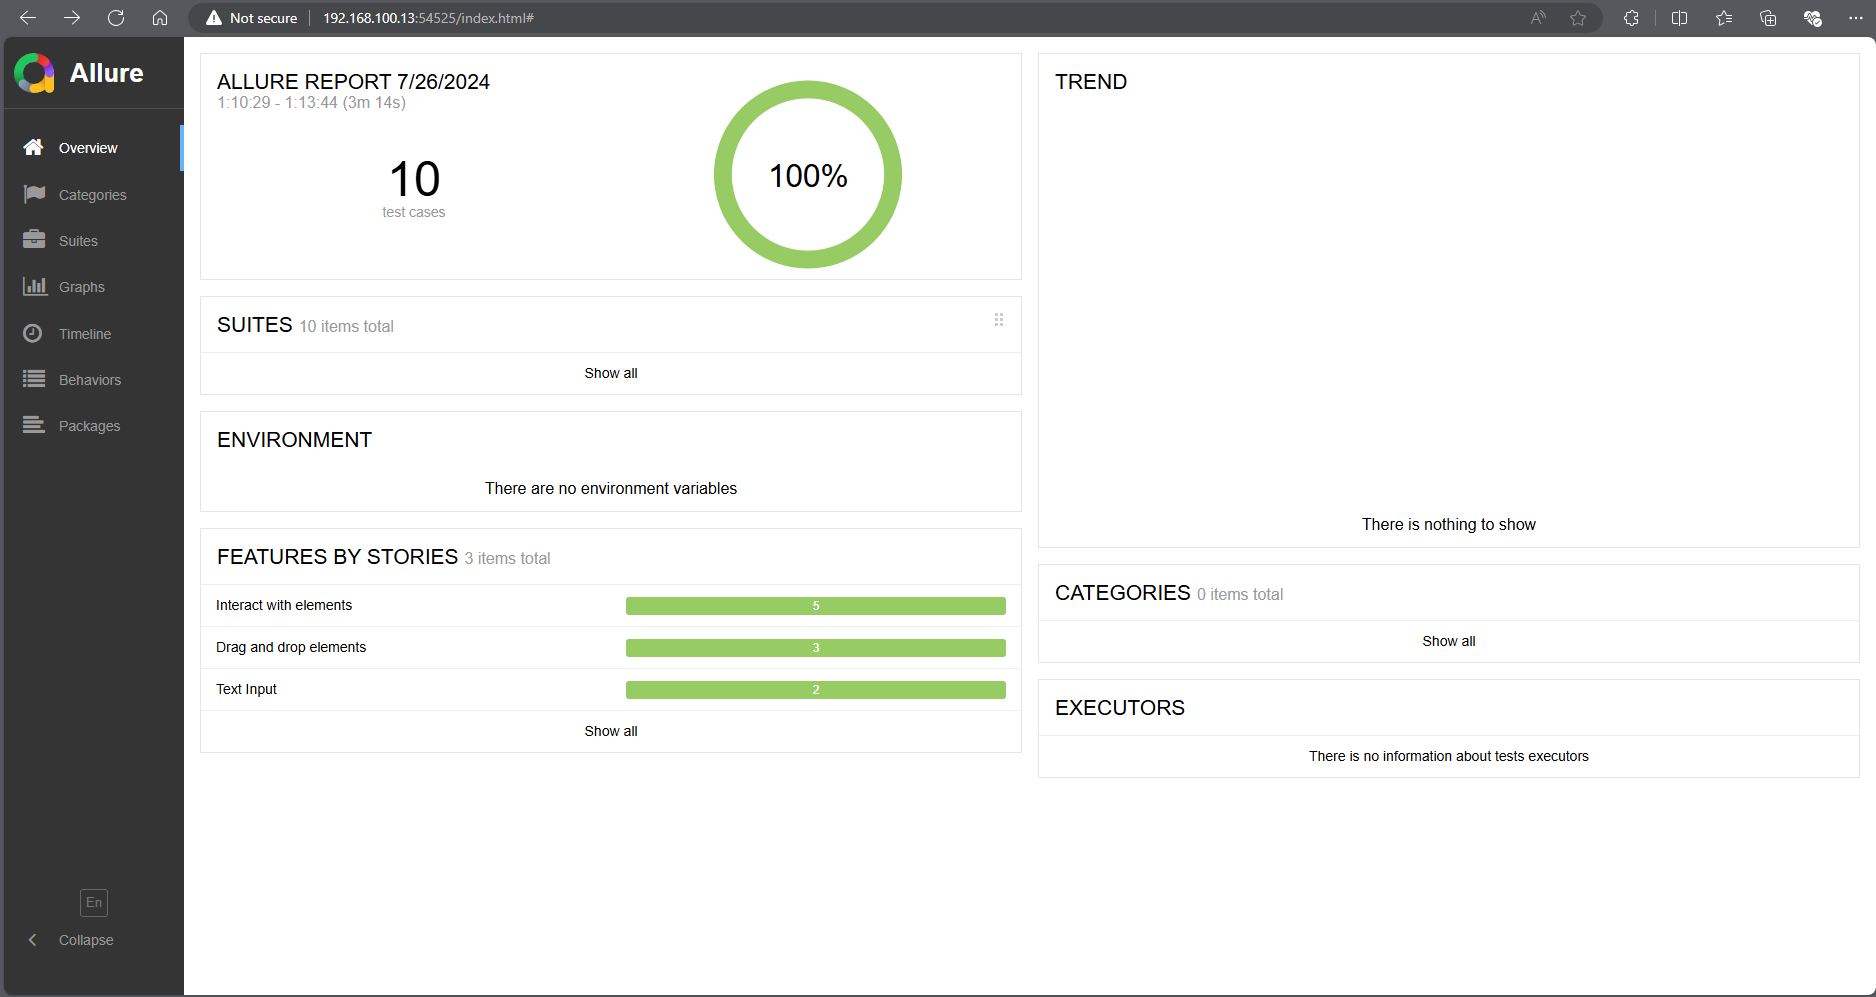 Not secure
192.168.100.13:54525/index.html#
Allure
Overview
Categories
Suites
Graphs
Timeline
Behaviors
Packages
En
Collapse
ALLURE REPORT 7/26/2024
1:10:29 - 1:13:44 (3m 14s)
10
test cases
100%
SUITES 10 items total
Show all
ENVIRONMENT
There are no environment variables
FEATURES BY STORIES 3 items total
Interact with elements 5
Drag and drop elements 3
Text Input 2
Show all
TREND
There is nothing to show
CATEGORIES 0 items total
Show all
EXECUTORS
There is no information about tests executors